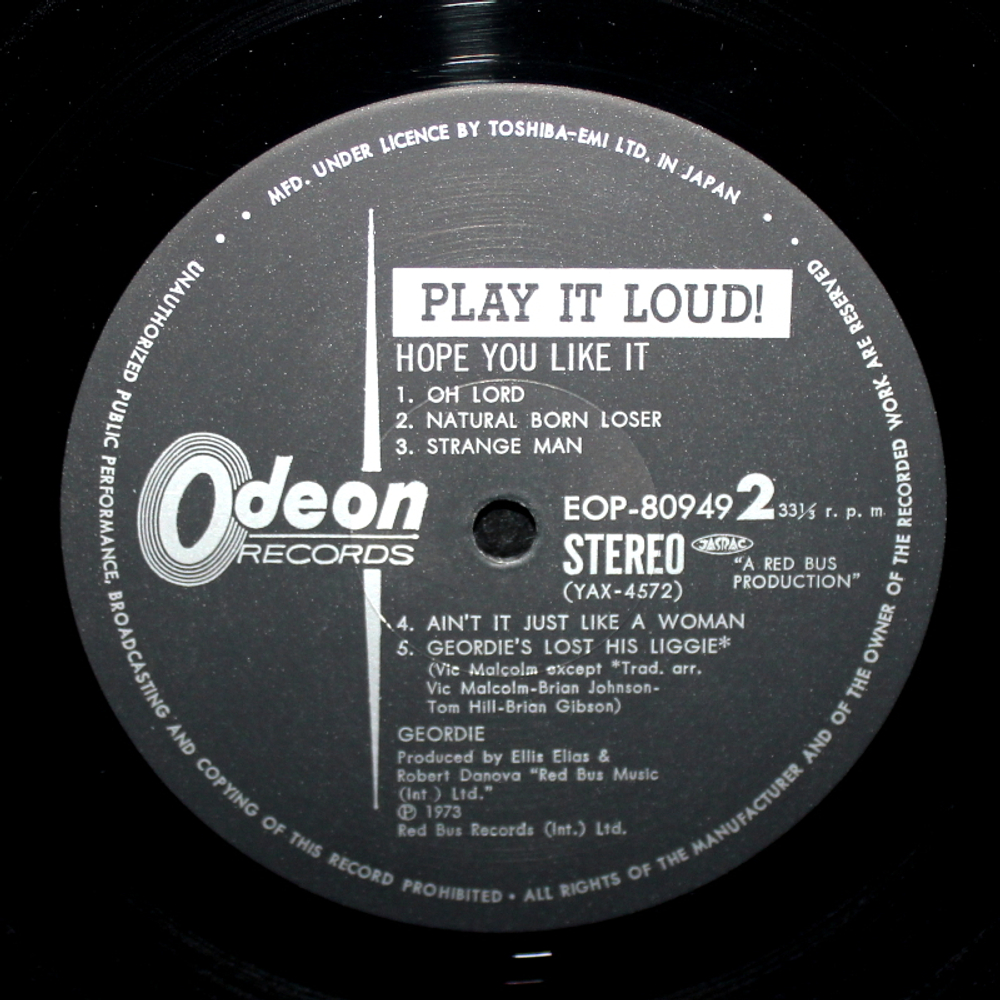 MFD. UNDER LICENCE BY TOSHIBA-EMI LTD. IN JAPAN
PLAY IT LOUD!
HOPE YOU LIKE IT
1. OH LORD
2. NATURAL BORN LOSER
3. STRANGE MAN
Odeon
RECORDS
EOP-80949 2 33⅓ r. p. m
STEREO JASRAC
"A RED BUS
PRODUCTION"
(YAX-4572)
4. AIN'T IT JUST LIKE A WOMAN
5. GEORDIE'S LOST HIS LIGGIE*
(Vic Malcolm except *Trad. arr.
Vic Malcolm-Brian Johnson-
Tom Hill-Brian Gibson)
GEORDIE
Produced by Ellis Elias &
Robert Danova "Red Bus Music
(Int.) Ltd."
℗ 1973
Red Bus Records (Int.) Ltd.
UNAUTHORIZED PUBLIC PERFORMANCE, BROADCASTING AND COPYING OF THIS RECORD PROHIBITED • ALL RIGHTS OF THE MANUFACTURER AND OF THE OWNER OF THE RECORDED WORK ARE RESERVED